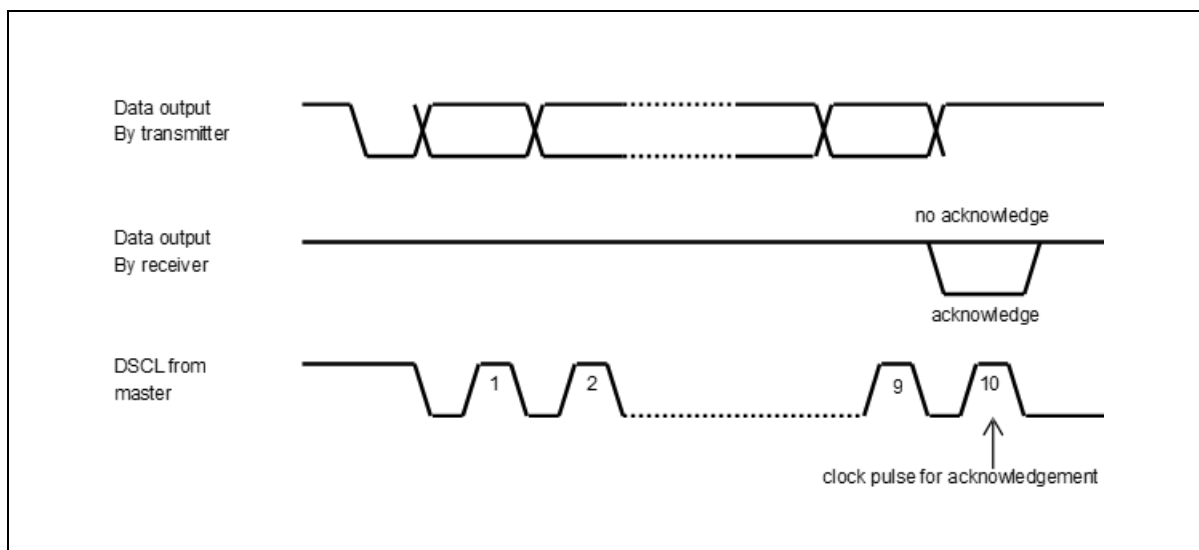 Data output
By transmitter
no acknowledge
Data output
By receiver
acknowledge
DSCL from
master
1
2
9
10
clock pulse for acknowledgement